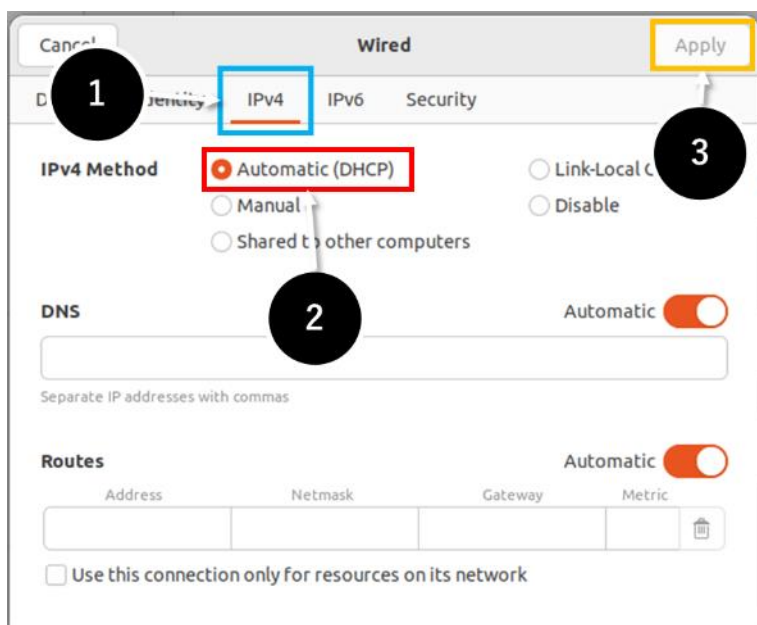 Wired
Apply
1
IPv4
IPv6
Security
IPv4 Method
Automatic (DHCP)
Manual
Disable
Shared to other computers
3
2
DNS
Automatic
Separate IP addresses with commas
Routes
Automatic
Address
Netmask
Gateway
Metric
Use this connection only for resources on its network